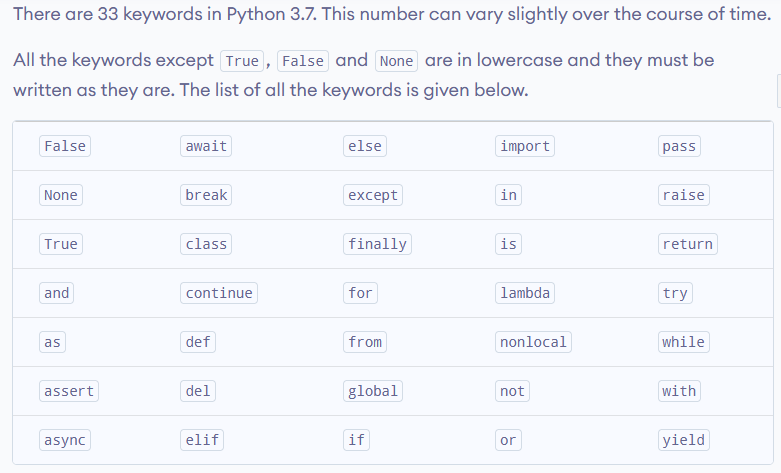 There are 33 keywords in Python 3.7. This number can vary slightly over the course of time.
All the keywords except True, False and None are in lowercase and they must be
written as they are. The list of all the keywords is given below.
False await else import pass
None break except in raise
True class finally is return
and continue for lambda try
as def from nonlocal while
assert del global not with
async elif if or yield